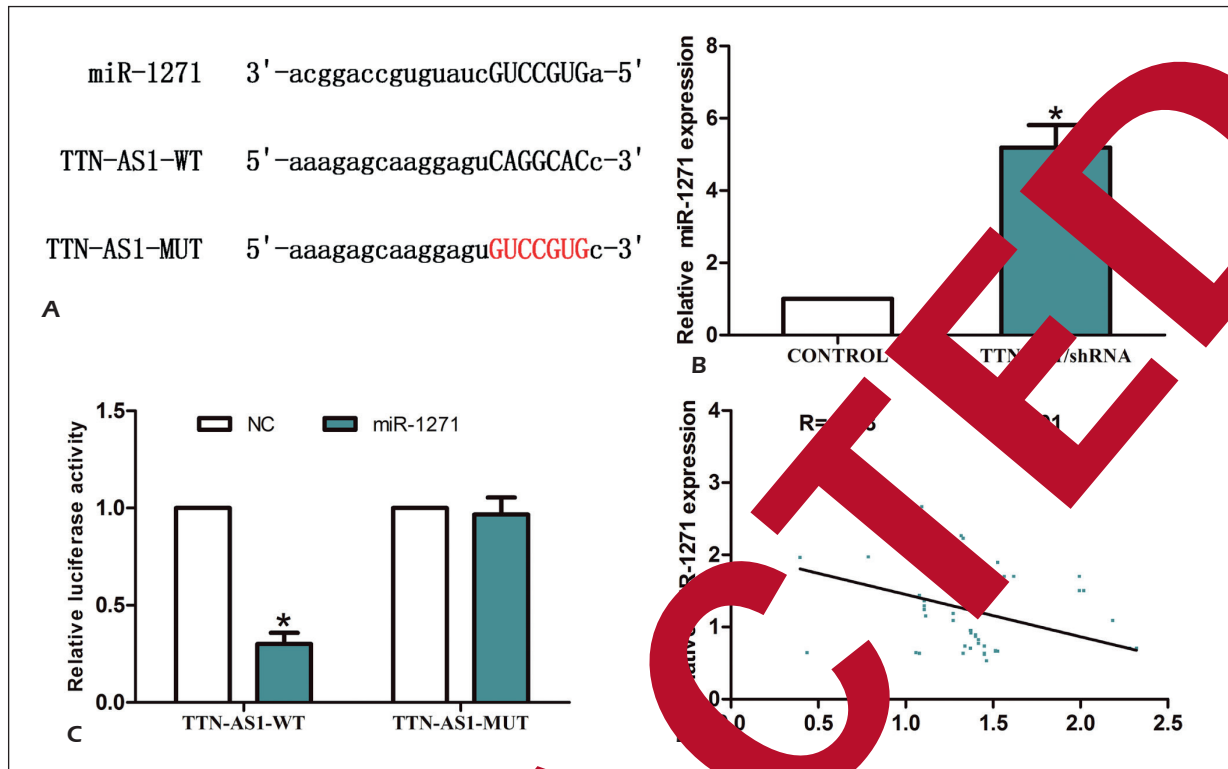 miR-1271 3'-acggaccguguaucGUCCGUGa-5'
TTN-AS1-WT 5'-aaagagcaaggaguCAGGCACc-3'
TTN-AS1-MUT 5'-aaagagcaaggaguGUCCGUGc-3'
A
Relative miR-1271 expression
8
6
4
2
0
*
CONTROL
B
Relative luciferase activity
1.5
1.0
0.5
0.0
NC miR-1271
*
TTN-AS1-WT TTN-AS1-MUT
C
expression
4
3
2
1
0
0.5 1.0 1.5 2.0 2.5
CTED